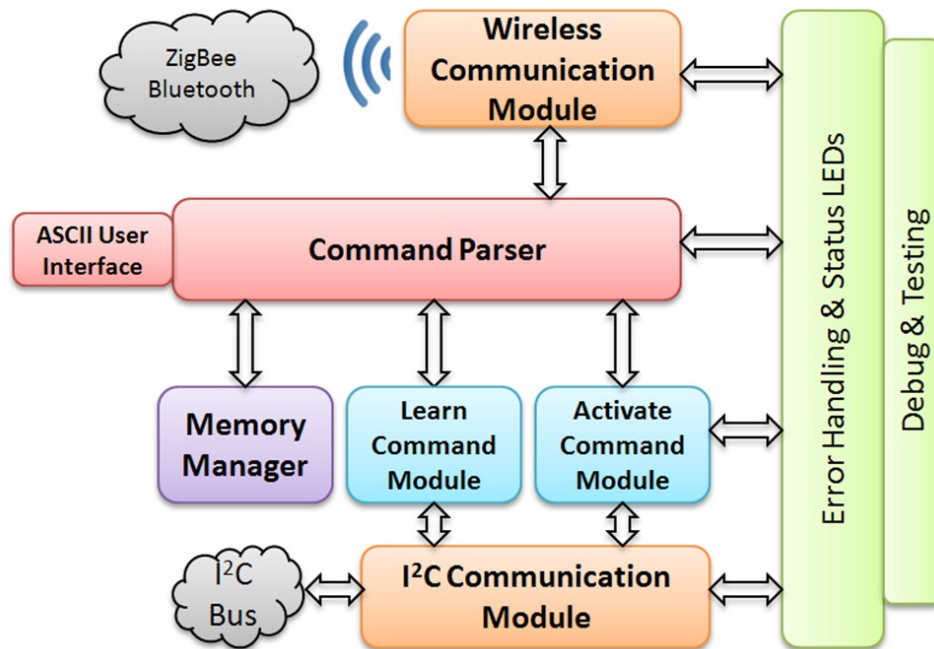 ZigBee
Bluetooth
Wireless
Communication
Module
ASCII User
Interface
Command Parser
Memory
Manager
Learn
Command
Module
Activate
Command
Module
I²C
Bus
I²C Communication
Module
Error Handling & Status LEDs
Debug & Testing